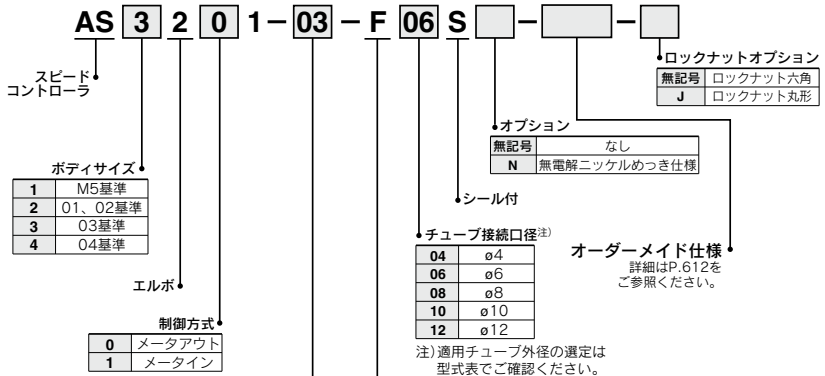 AS 3 2 0 1-03-F 06 S - -
スピード
コントローラ
ボディサイズ
1 M5基準
2 01、02基準
3 03基準
4 04基準
エルボ
制御方式
0 メータアウト
1 メータイン
チューブ接続口径注)
04 ø4
06 ø6
08 ø8
10 ø10
12 ø12
注)適用チューブ外径の選定は
型式表でご確認ください。
シール付
オプション
無記号 なし
N 無電解ニッケルめっき仕様
オーダーメイド仕様
詳細はP.612を
ご参照ください。
ロックナットオプション
無記号 ロックナット六角
J ロックナット丸形